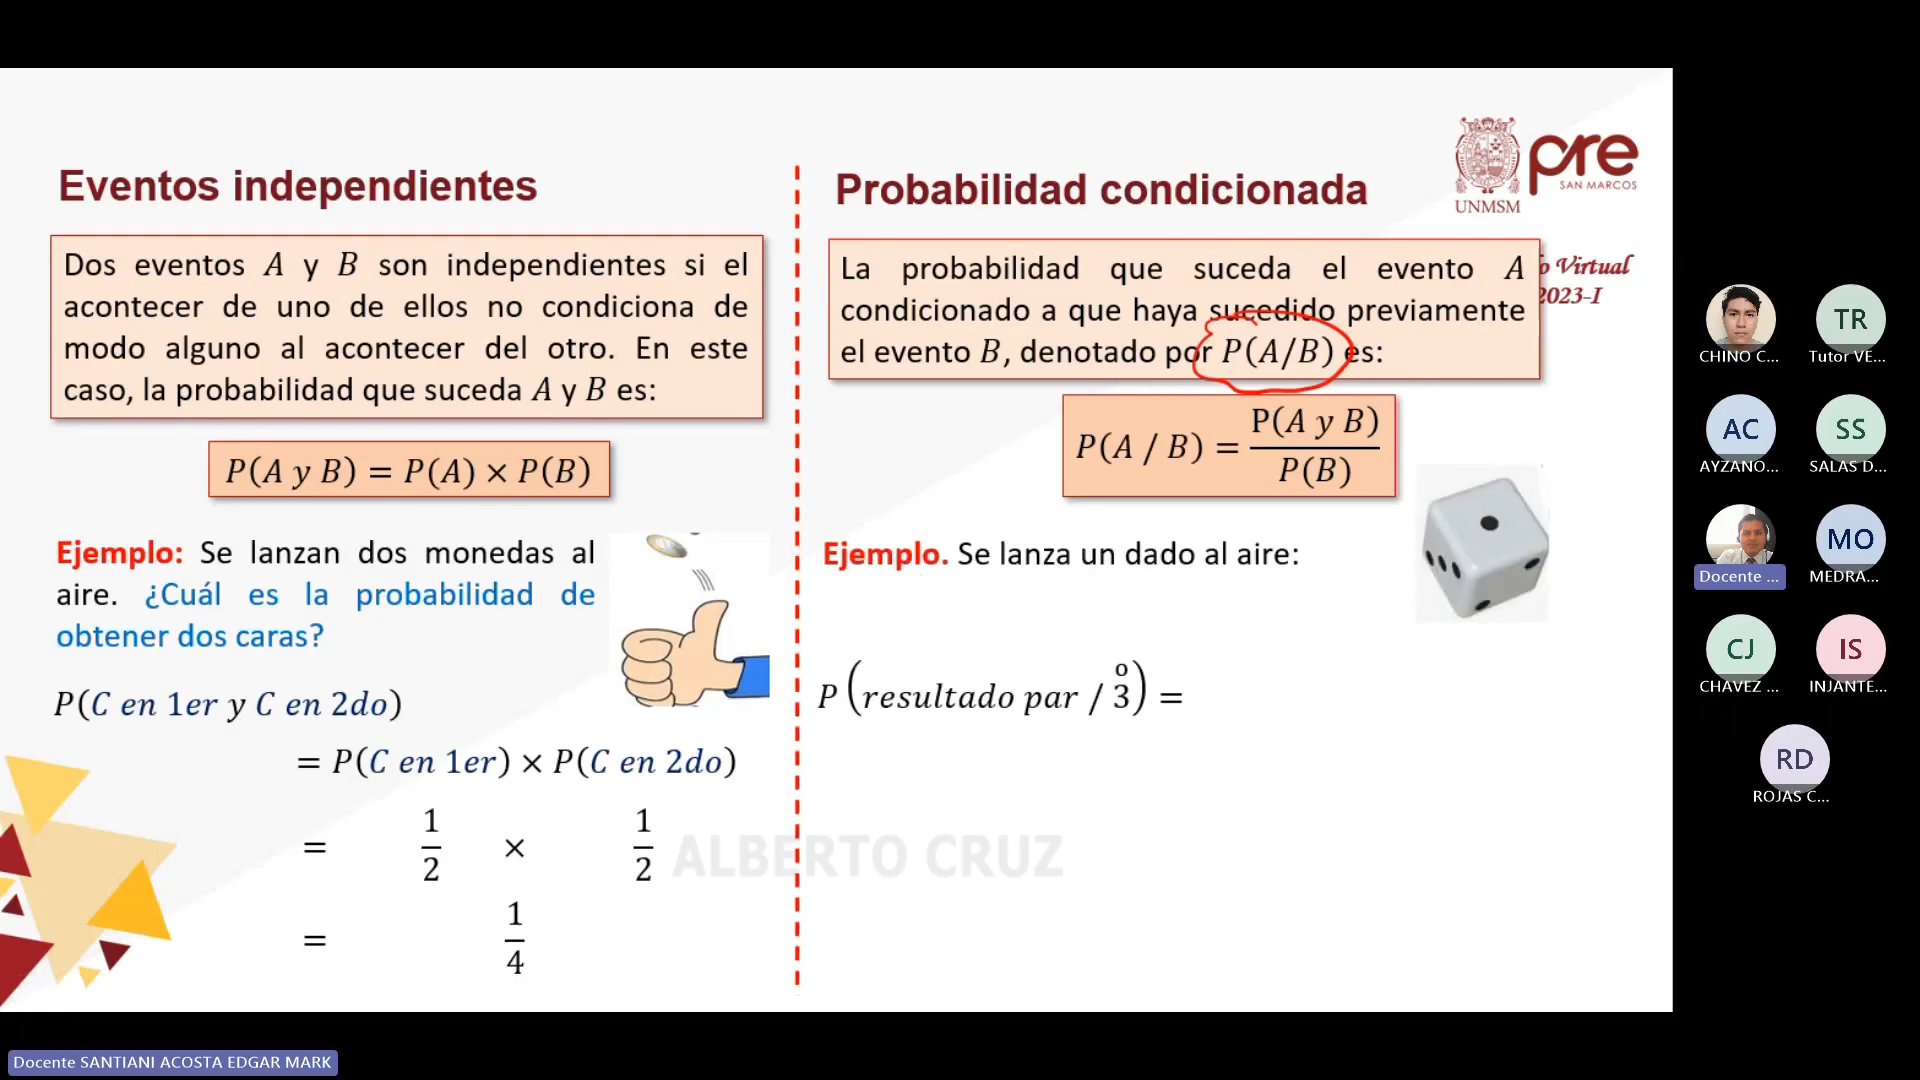 Eventos independientes
Dos eventos A y B son independientes si el
acontecer de uno de ellos no condiciona de
modo alguno al acontecer del otro. En este
caso, la probabilidad que suceda A y B es:
P(A y B) = P(A) × P(B)
Ejemplo: Se lanzan dos monedas al
aire. ¿Cuál es la probabilidad de
obtener dos caras?
P(C en 1er y C en 2do)
= P(C en 1er) × P(C en 2do)
= 1/2 × 1/2
= 1/4
Probabilidad condicionada
La probabilidad que suceda el evento A
condicionado a que haya sucedido previamente
el evento B, denotado por P(A/B) es:
P(A / B) = P(A y B)/P(B)
Ejemplo. Se lanza un dado al aire:
P(resultado par / 3̊) =
UNMSM
pre
SAN MARCOS
o Virtual
2023-I
ALBERTO CRUZ
CHINO C...
TR
Tutor VE...
AC
AYZANO...
SS
SALAS D...
Docente ...
MO
MEDRA...
CJ
CHAVEZ ...
IS
INJANTE...
RD
ROJAS C...
Docente SANTIANI ACOSTA EDGAR MARK